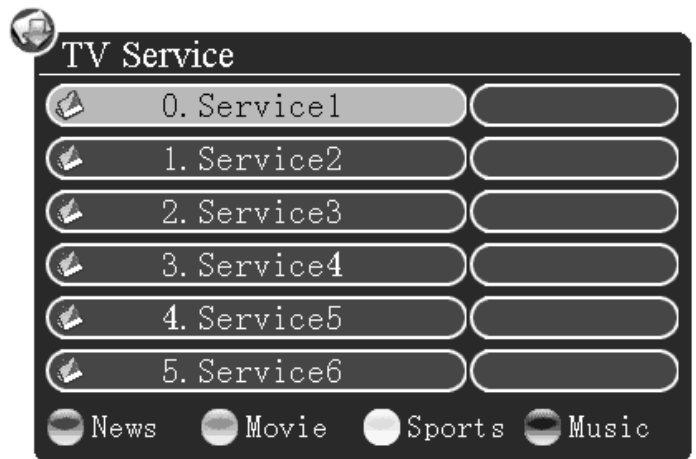 TV Service
0. Service1
1. Service2
2. Service3
3. Service4
4. Service5
5. Service6
News Movie Sports Music